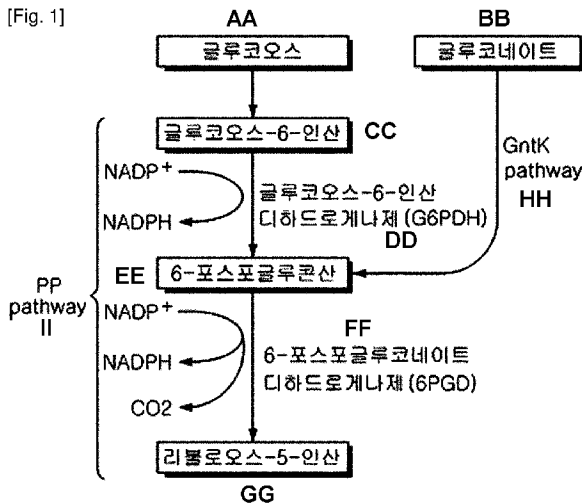 [Fig. 1]
AA
BB
글루코오스
글루코네이트
글루코오스-6-인산
CC
NADP+
NADPH
글루코오스-6-인산
디하드로게나제 (G6PDH)
DD
GntK
pathway
HH
EE
6-포스포글루콘산
PP
pathway
II
NADP+
NADPH
CO2
FF
6-포스포글루코네이트
디하드로게나제 (6PGD)
리불로오스-5-인산
GG